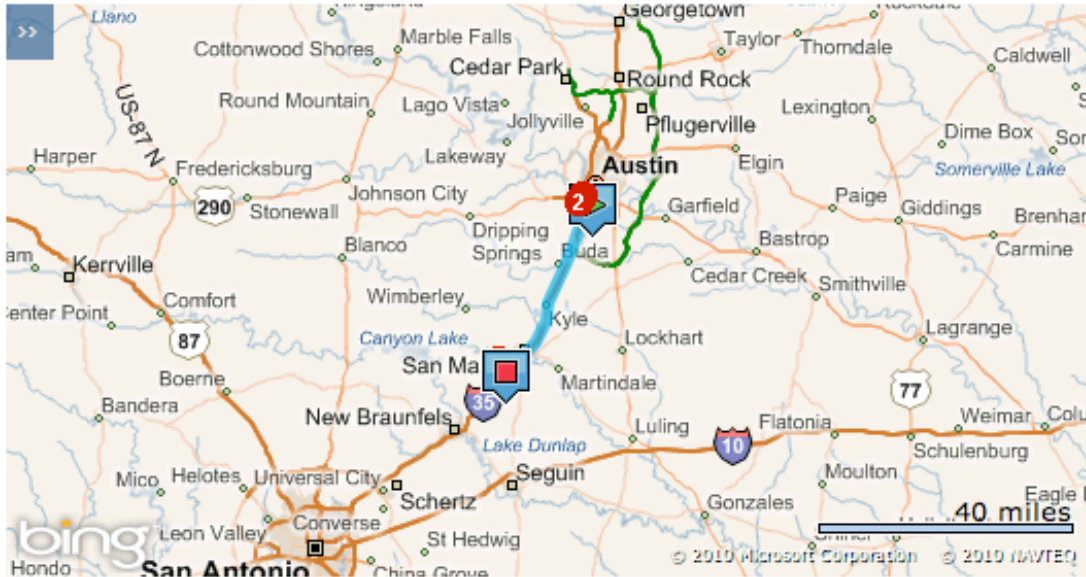 Llano
Georgetown
>>
Marble Falls
Taylor
Thorndale
Cottonwood Shores
Caldwell
Cedar Park
Round Rock
US-87 N
Round Mountain
Lago Vista
Jollyville
Pflugerville
Lexington
Dime Box
Harper
Lakeway
Austin
Elgin
Somerville Lake
Fredericksburg
290
Stonewall
Johnson City
2
Garfield
Paige
Giddings
Dripping
Springs
Buda
Bastrop
Carmine
Blanco
Kerrville
Cedar Creek
Smithville
Comfort
Wimberley
Kyle
87
Canyon Lake
Lockhart
Lagrange
San Ma
Boerne
Martindale
77
35
Bandera
New Braunfels
Flatonia
Weimar
Lake Dunlap
Luling
10
Schulenburg
Mico
Helotes
Universal City
Seguin
Moulton
Schertz
Gonzales
Eagle
40 miles
bing
Leon Valley
Converse
St Hedwig
Hondo
San Antonio
China Grove
© 2010 Microsoft Corporation
© 2010 NAVTEQ